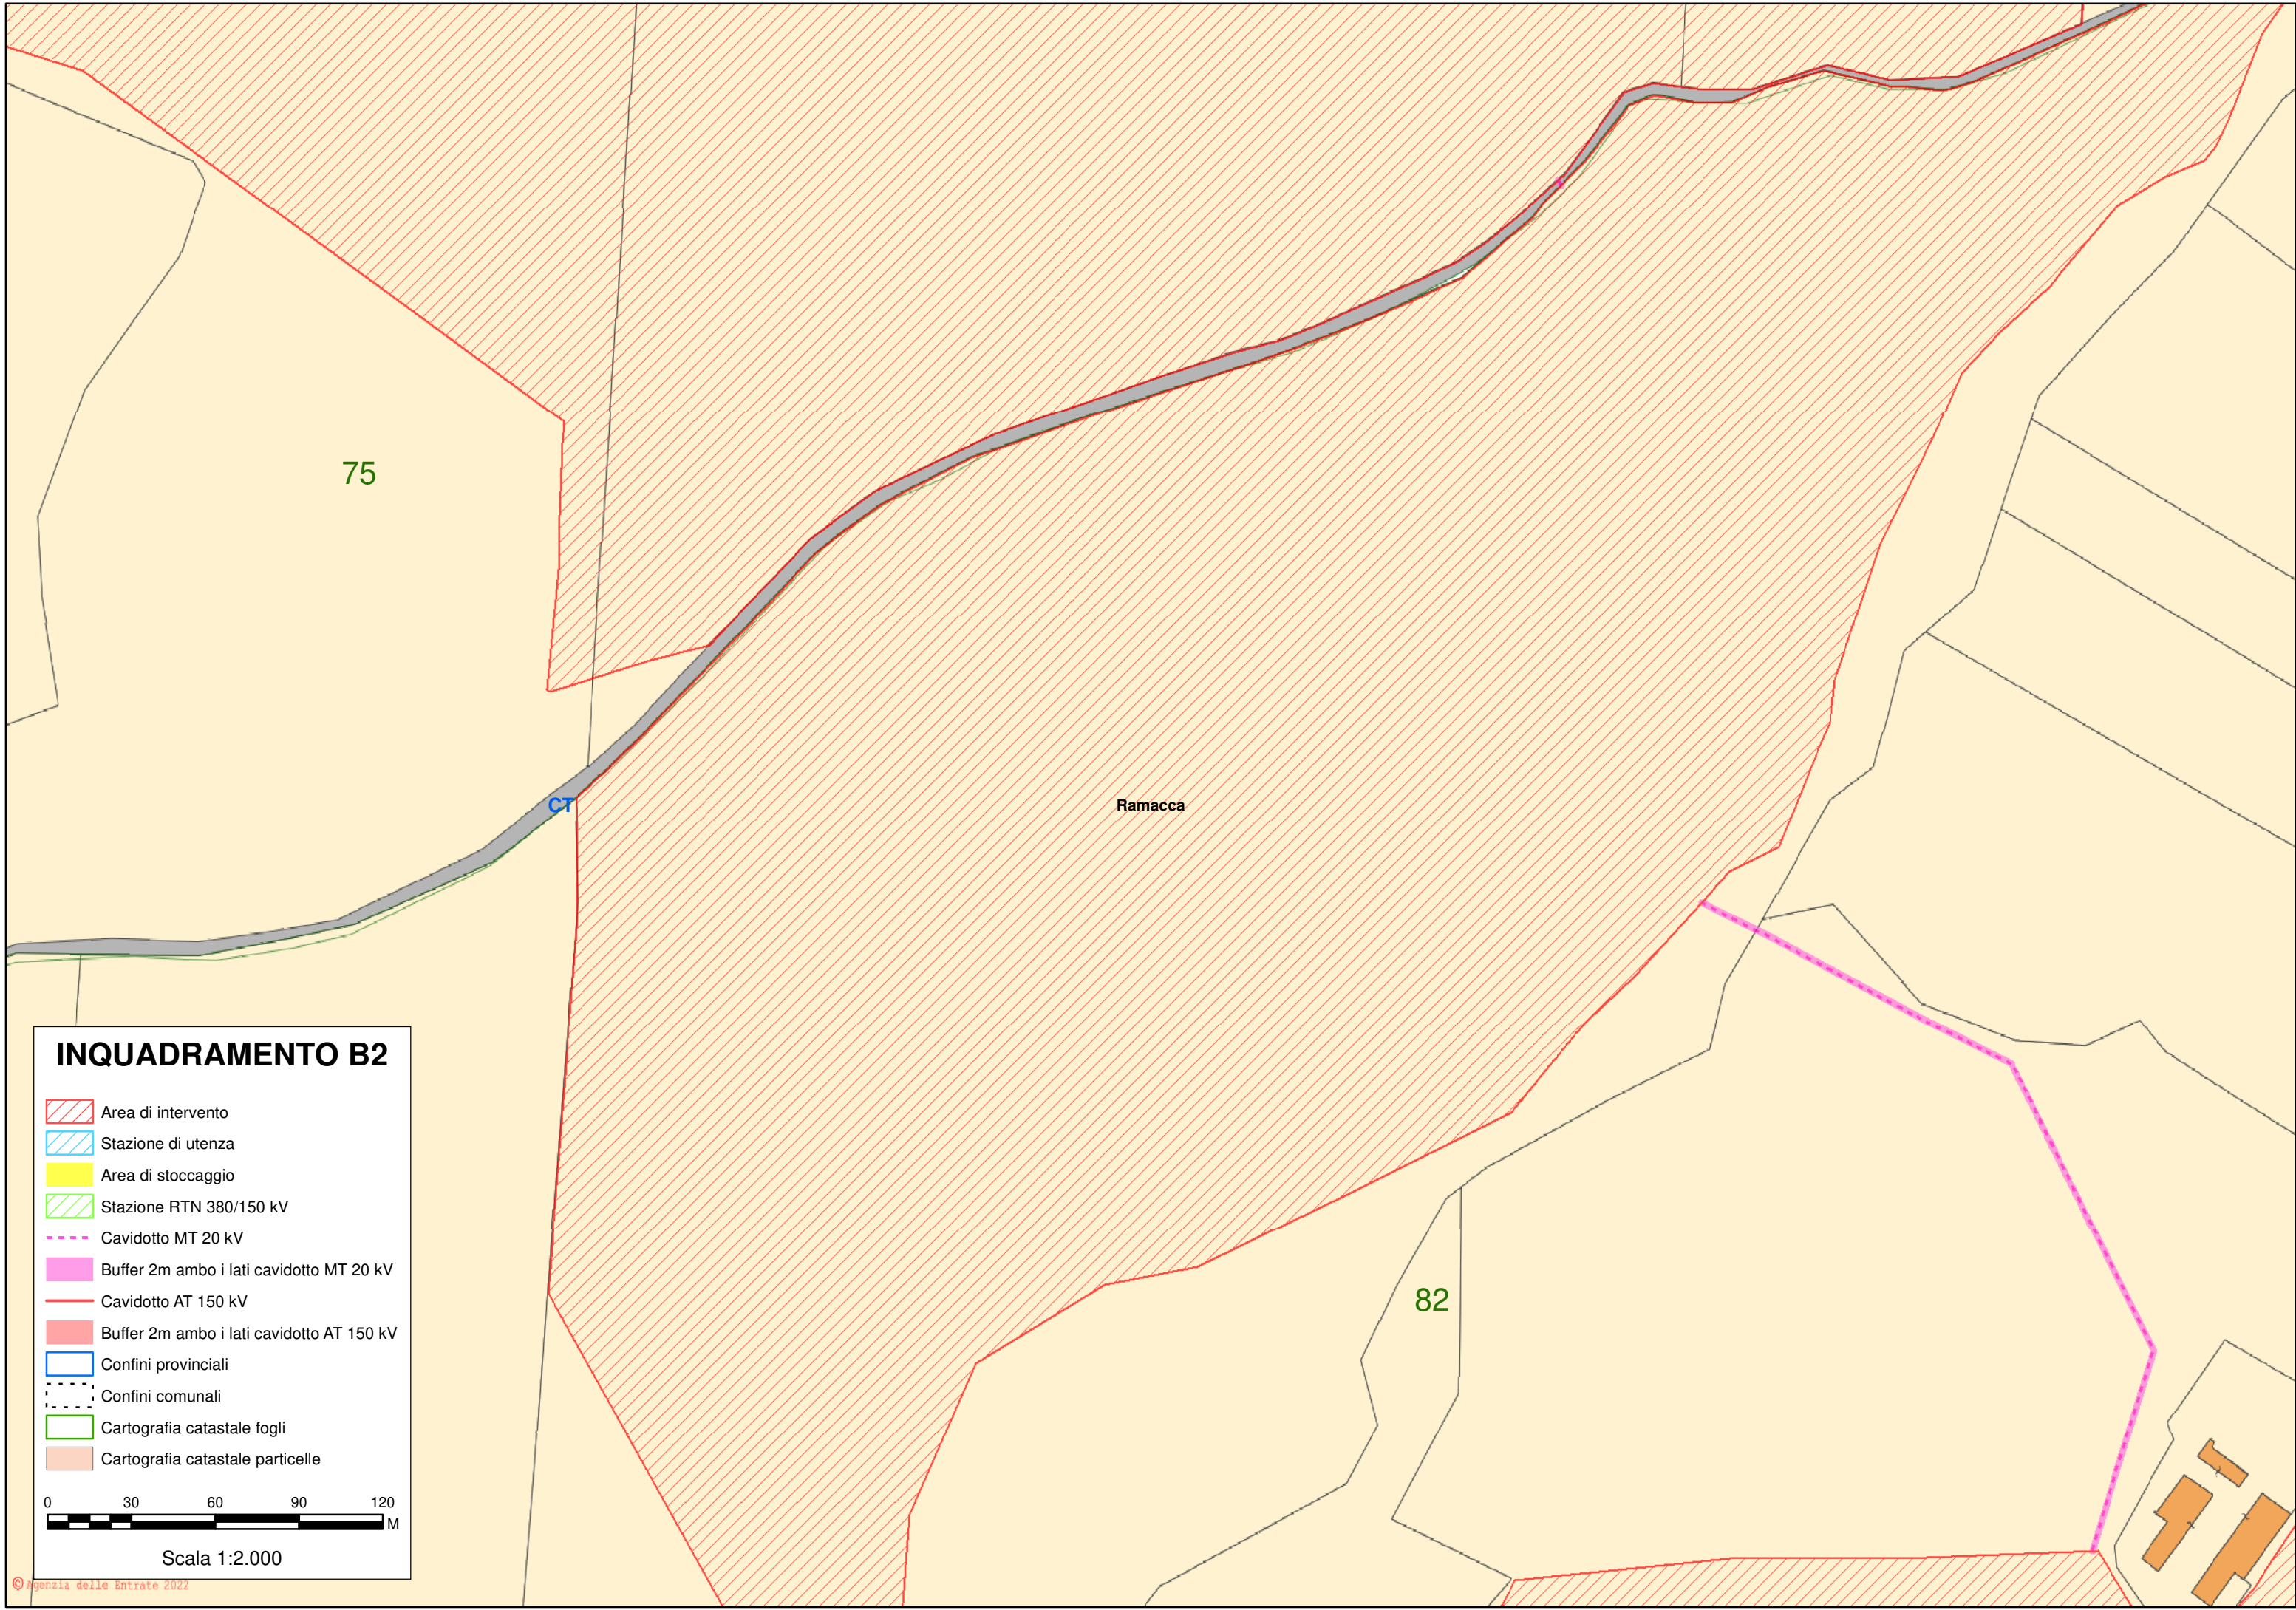 75
CT
Ramacca
82
INQUADRAMENTO B2
Area di intervento
Stazione di utenza
Area di stoccaggio
Stazione RTN 380/150 kV
Cavidotto MT 20 kV
Buffer 2m ambo i lati cavidotto MT 20 kV
Cavidotto AT 150 kV
Buffer 2m ambo i lati cavidotto AT 150 kV
Confini provinciali
Confini comunali
Cartografia catastale fogli
Cartografia catastale particelle
0 30 60 90 120
M
Scala 1:2.000
© Agenzia delle Entrate 2022